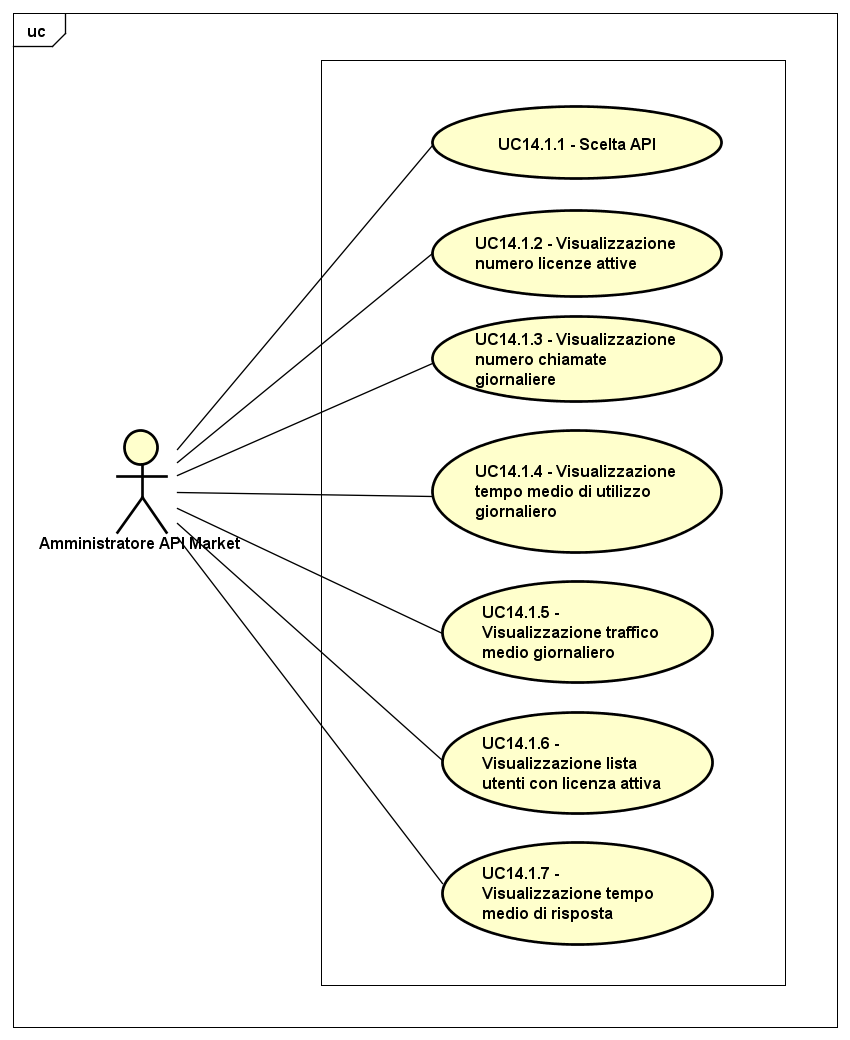 uc
UC14.1.1 - Scelta API
UC14.1.2 - Visualizzazione
numero licenze attive
UC14.1.3 - Visualizzazione
numero chiamate
giornaliere
UC14.1.4 - Visualizzazione
tempo medio di utilizzo
giornaliero
Amministratore API Market
UC14.1.5 -
Visualizzazione traffico
medio giornaliero
UC14.1.6 -
Visualizzazione lista
utenti con licenza attiva
UC14.1.7 -
Visualizzazione tempo
medio di risposta